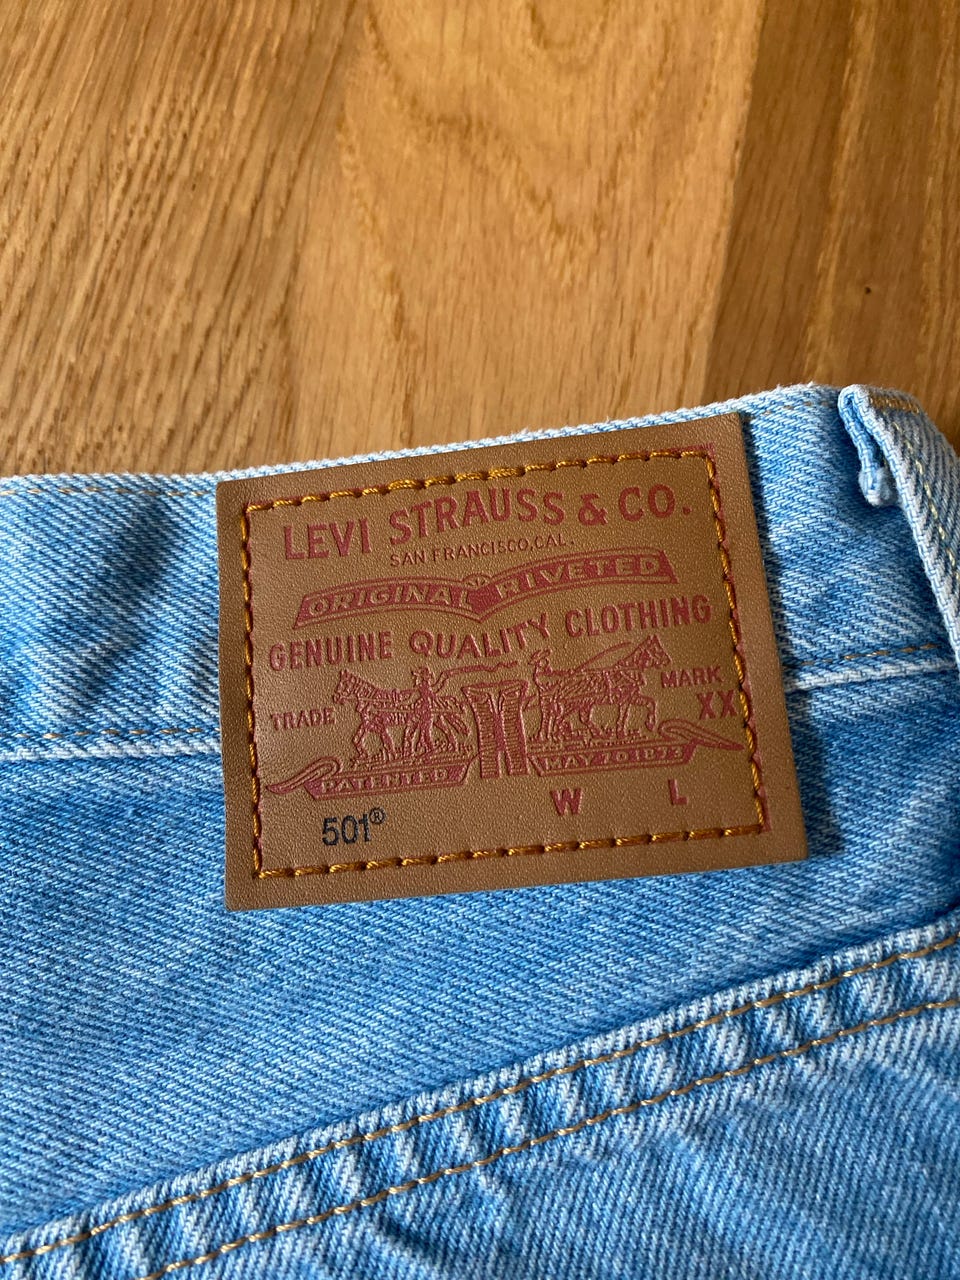 LEVI STRAUSS & CO.
SAN FRANCISCO, CAL.
ORIGINAL RIVETED
GENUINE QUALITY CLOTHING
TRADE MARK
XX
PATENTED MAY 20 1873
W L
501®